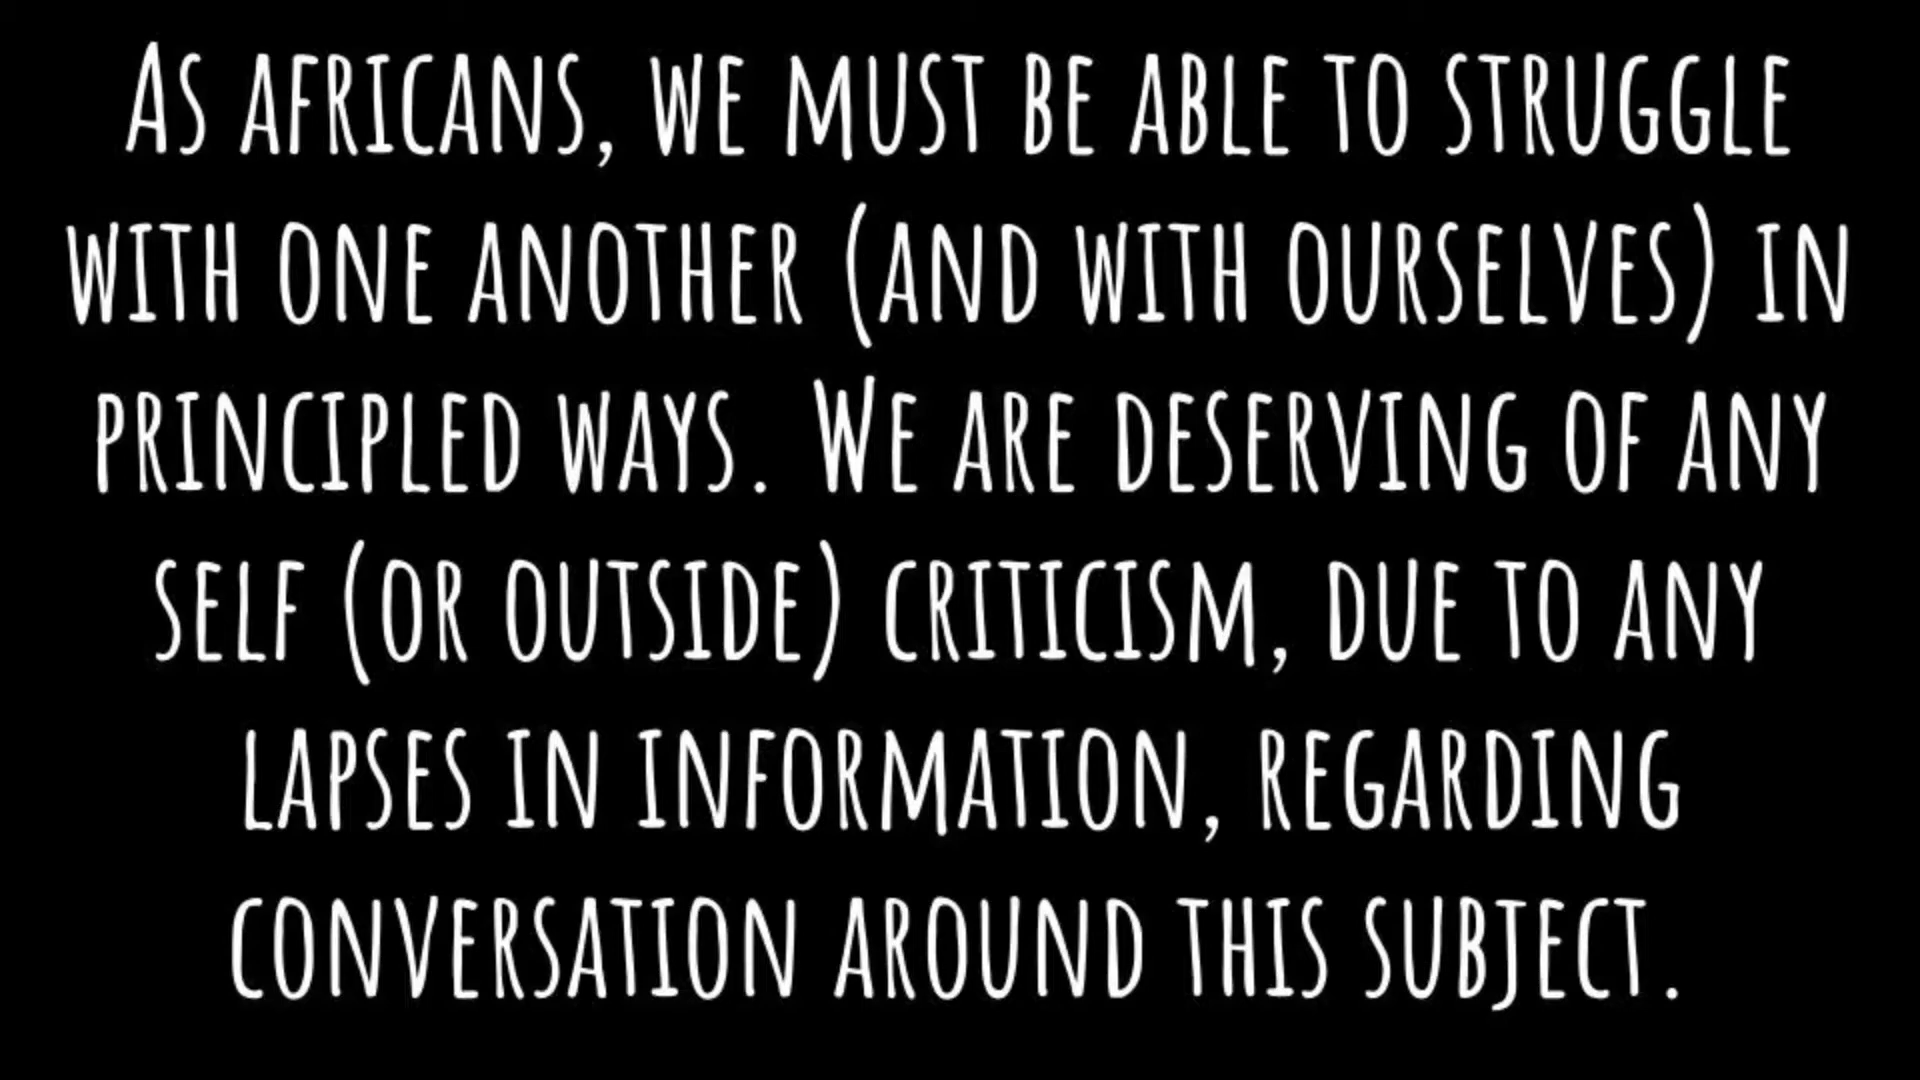 As africans, we must be able to struggle
with one another (and with ourselves) in
principled ways. We are deserving of any
self (or outside) criticism, due to any
lapses in information, regarding
conversation around this subject.